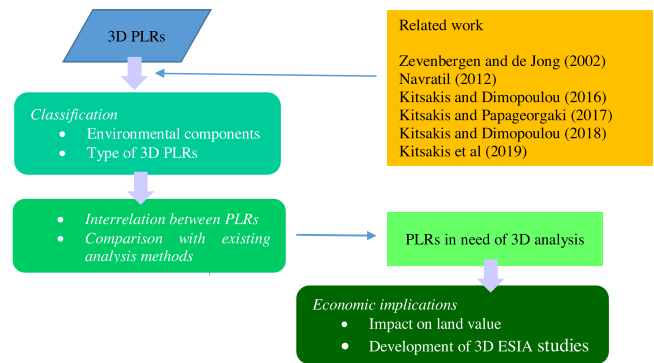 3D PLRs
Related work
Zevenbergen and de Jong (2002)
Navratil (2012)
Kitsakis and Dimopoulou (2016)
Kitsakis and Papageorgaki (2017)
Kitsakis and Dimopoulou (2018)
Kitsakis et al (2019)
Classification
• Environmental components
• Type of 3D PLRs
• Interrelation between PLRs
• Comparison with existing
analysis methods
PLRs in need of 3D analysis
Economic implications
• Impact on land value
• Development of 3D ESIA studies